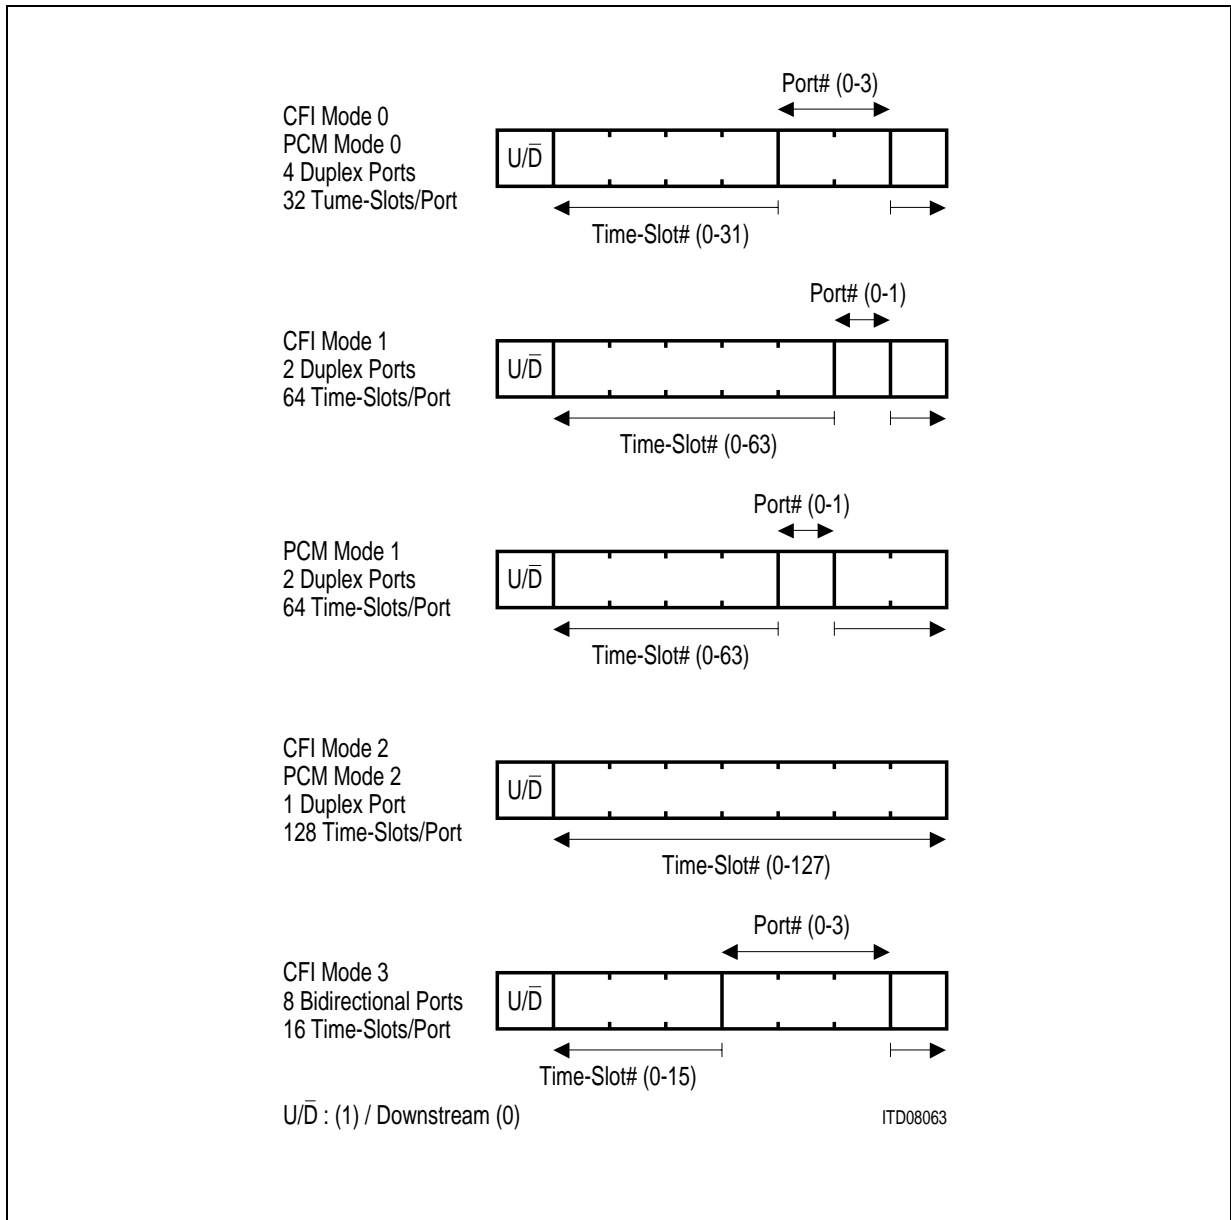 Port# (0-3)
CFI Mode 0
PCM Mode 0
4 Duplex Ports
32 Tume-Slots/Port
U/D̅
Time-Slot# (0-31)
Port# (0-1)
CFI Mode 1
2 Duplex Ports
64 Time-Slots/Port
U/D̅
Time-Slot# (0-63)
Port# (0-1)
PCM Mode 1
2 Duplex Ports
64 Time-Slots/Port
U/D̅
Time-Slot# (0-63)
CFI Mode 2
PCM Mode 2
1 Duplex Port
128 Time-Slots/Port
U/D̅
Time-Slot# (0-127)
Port# (0-3)
CFI Mode 3
8 Bidirectional Ports
16 Time-Slots/Port
U/D̅
Time-Slot# (0-15)
U/D̅ : (1) / Downstream (0)
ITD08063